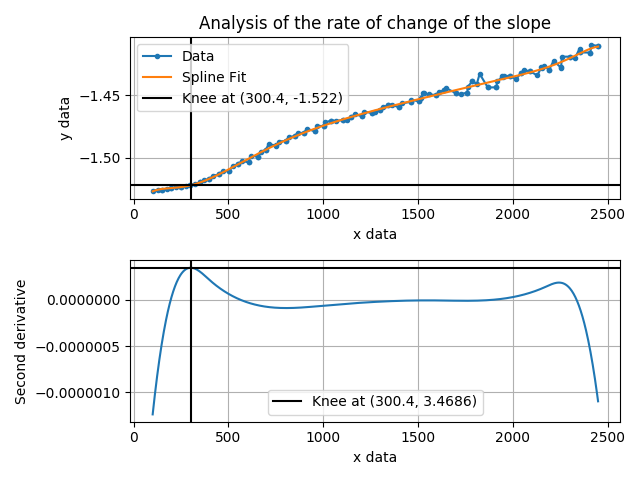 Analysis of the rate of change of the slope
Data
Spline Fit
Knee at (300.4, -1.522)
−1.45
−1.50
y data
0 500 1000 1500 2000 2500
x data
0.0000000
−0.0000005
−0.0000010
Second derivative
Knee at (300.4, 3.4686)
0 500 1000 1500 2000 2500
x data